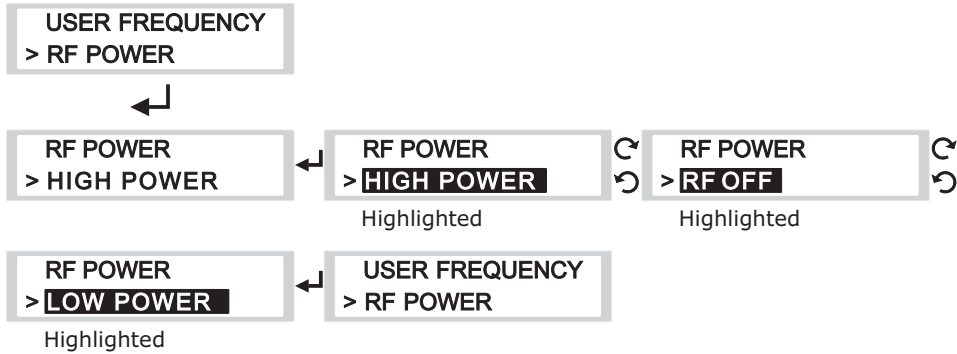 USER FREQUENCY
> RF POWER
RF POWER
> HIGH POWER
RF POWER
> HIGH POWER
Highlighted
RF POWER
> RF OFF
Highlighted
RF POWER
> LOW POWER
Highlighted
USER FREQUENCY
> RF POWER